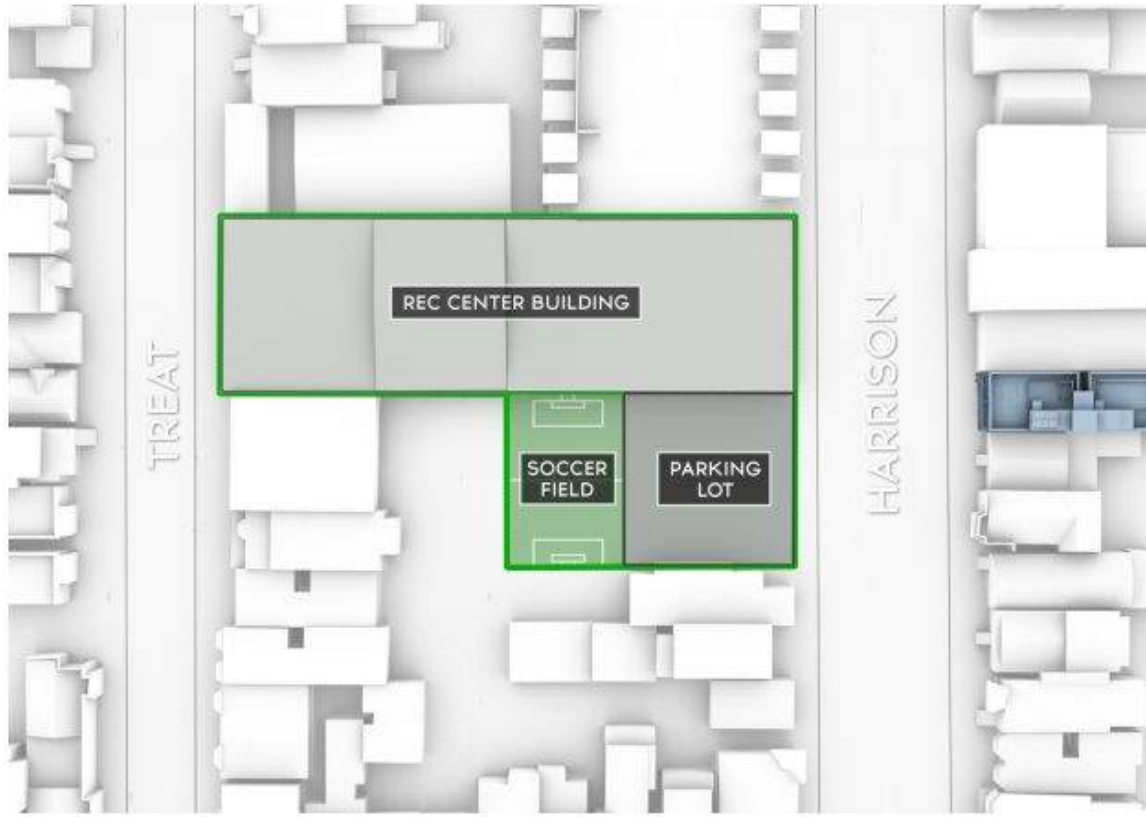 REC CENTER BUILDING
TREAT
HARRISON
SOCCER
FIELD
PARKING
LOT